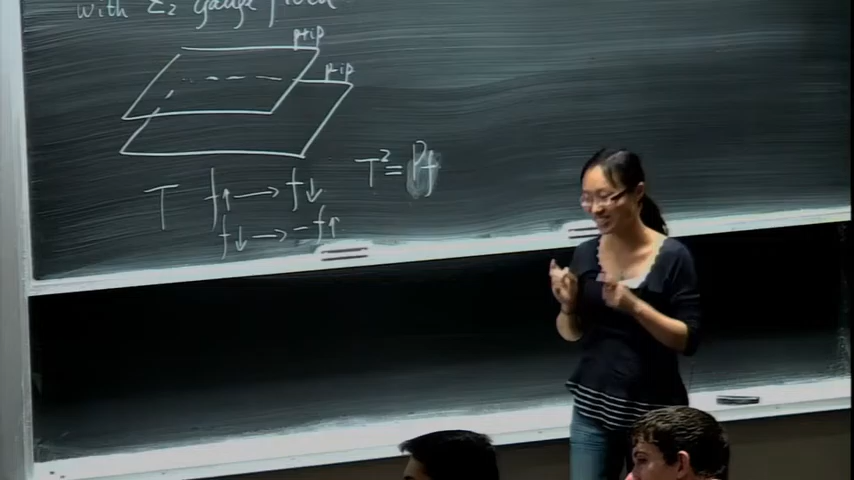 with Z₂ gauge field
p+ip
p-ip
T f↑ → f↓ T² = Pf
f↓ → -f↑